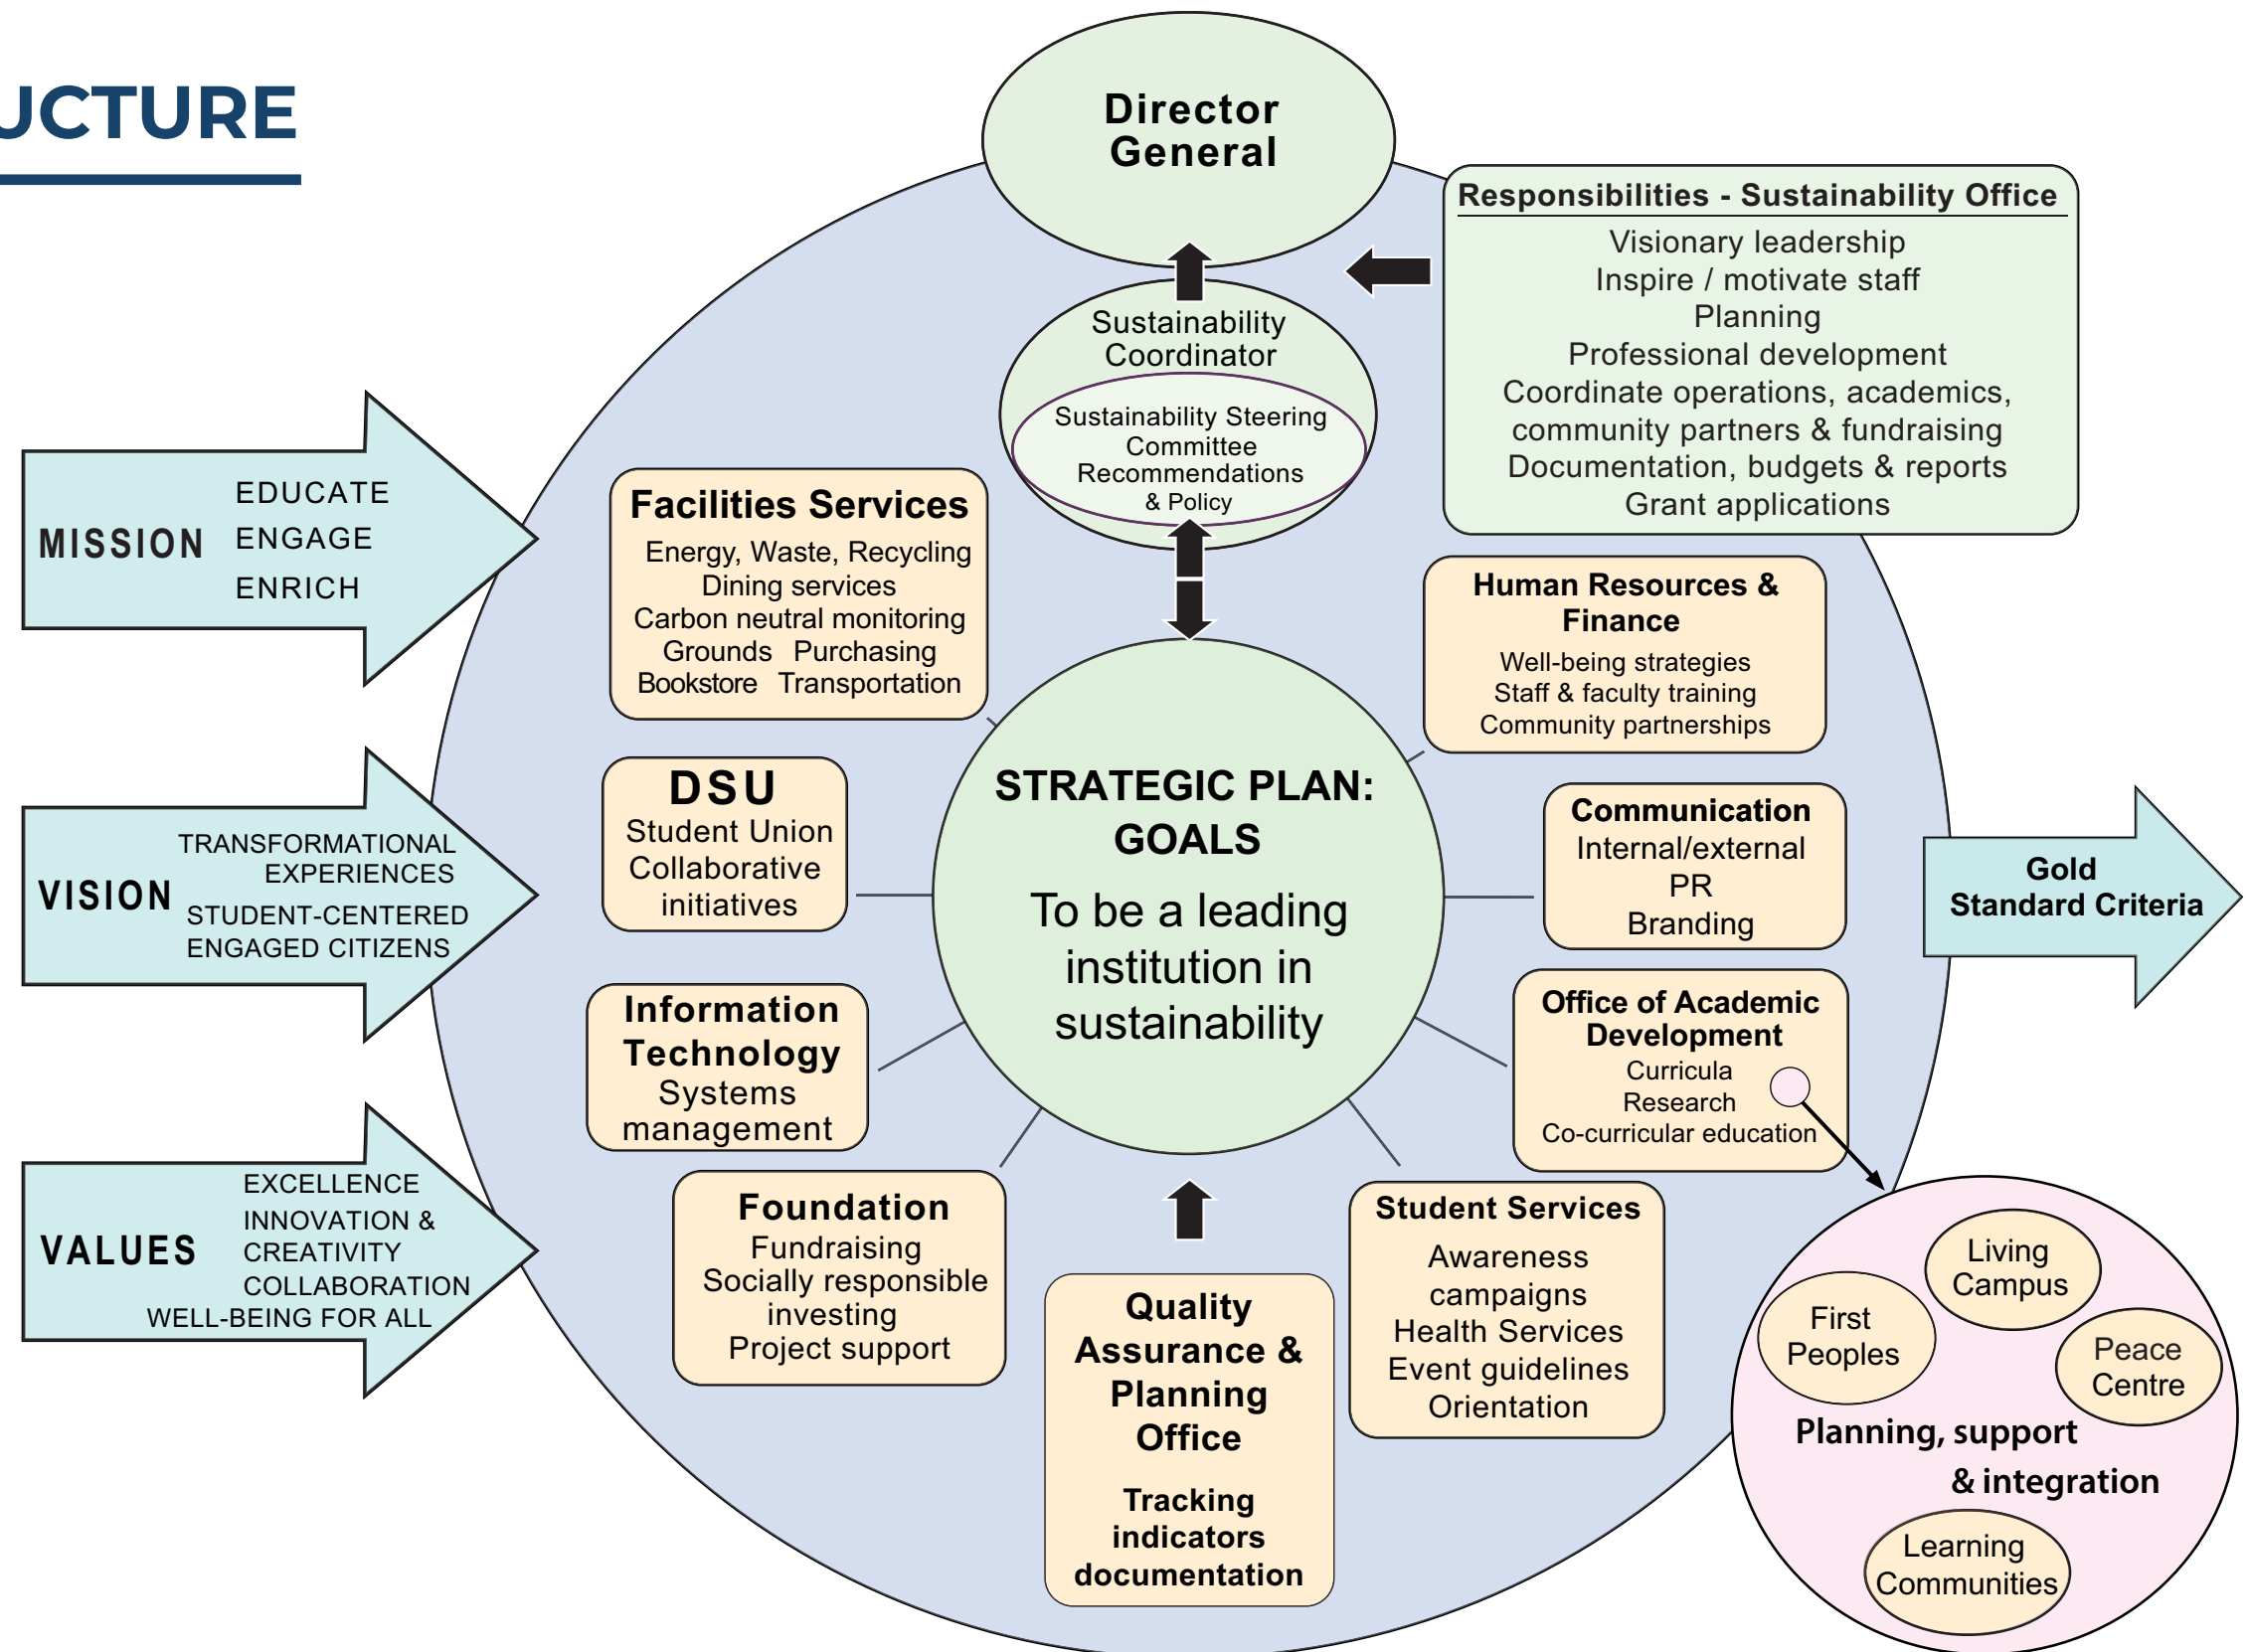 UCTURE
Director
General
Responsibilities - Sustainability Office
Visionary leadership
Inspire / motivate staff
Planning
Professional development
Coordinate operations, academics,
community partners & fundraising
Documentation, budgets & reports
Grant applications
Sustainability
Coordinator
Sustainability Steering
Committee
Recommendations
& Policy
MISSION
EDUCATE
ENGAGE
ENRICH
Facilities Services
Energy, Waste, Recycling
Dining services
Carbon neutral monitoring
Grounds Purchasing
Bookstore Transportation
Human Resources &
Finance
Well-being strategies
Staff & faculty training
Community partnerships
VISION
TRANSFORMATIONAL
EXPERIENCES
STUDENT-CENTERED
ENGAGED CITIZENS
DSU
Student Union
Collaborative
initiatives
STRATEGIC PLAN:
GOALS
To be a leading
institution in
sustainability
Communication
Internal/external
PR
Branding
Gold
Standard Criteria
Information
Technology
Systems
management
Office of Academic
Development
Curricula
Research
Co-curricular education
VALUES
EXCELLENCE
INNOVATION &
CREATIVITY
COLLABORATION
WELL-BEING FOR ALL
Foundation
Fundraising
Socially responsible
investing
Project support
Quality
Assurance &
Planning
Office
Tracking
indicators
documentation
Student Services
Awareness
campaigns
Health Services
Event guidelines
Orientation
Living
Campus
First
Peoples
Peace
Centre
Planning, support
& integration
Learning
Communities